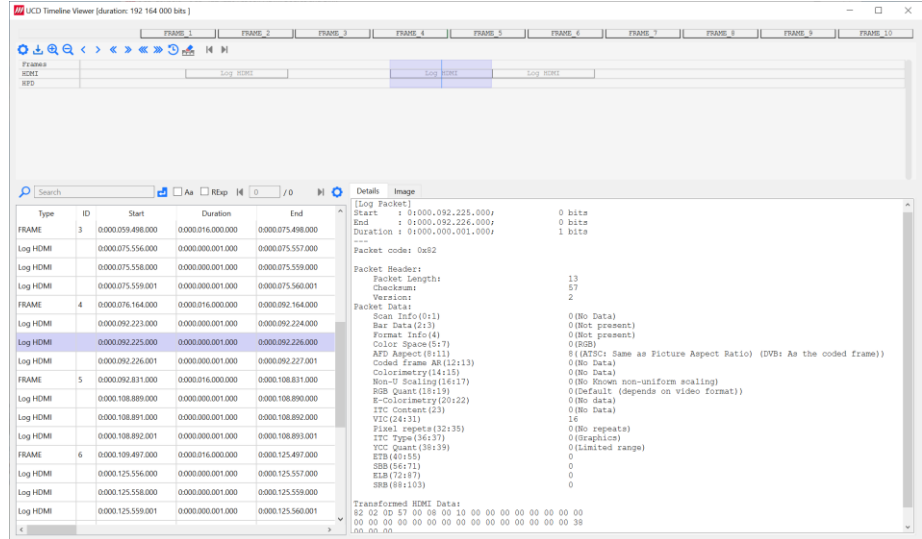 UCD Timeline Viewer [duration: 192 164 000 bits ]
FRAME_1 FRAME_2 FRAME_3 FRAME_4 FRAME_5 FRAME_6 FRAME_7 FRAME_8 FRAME_9 FRAME_10
Frames
HDMI Log HDMI Log HDMI Log HDMI
HPD
Search Aa RExp 0 / 0
Type ID Start Duration End
FRAME 3 0:000.059.498.000 0:000.016.000.000 0:000.075.498.000
Log HDMI 0:000.075.556.000 0:000.000.001.000 0:000.075.557.000
Log HDMI 0:000.075.558.000 0:000.000.001.000 0:000.075.559.000
Log HDMI 0:000.075.559.001 0:000.000.001.000 0:000.075.560.001
FRAME 4 0:000.076.164.000 0:000.016.000.000 0:000.092.164.000
Log HDMI 0:000.092.223.000 0:000.000.001.000 0:000.092.224.000
Log HDMI 0:000.092.225.000 0:000.000.001.000 0:000.092.226.000
Log HDMI 0:000.092.226.001 0:000.000.001.000 0:000.092.227.001
FRAME 5 0:000.092.831.000 0:000.016.000.000 0:000.108.831.000
Log HDMI 0:000.108.889.000 0:000.000.001.000 0:000.108.890.000
Log HDMI 0:000.108.891.000 0:000.000.001.000 0:000.108.892.000
Log HDMI 0:000.108.892.001 0:000.000.001.000 0:000.108.893.001
FRAME 6 0:000.109.497.000 0:000.016.000.000 0:000.125.497.000
Log HDMI 0:000.125.556.000 0:000.000.001.000 0:000.125.557.000
Log HDMI 0:000.125.558.000 0:000.000.001.000 0:000.125.559.000
Log HDMI 0:000.125.559.001 0:000.000.001.000 0:000.125.560.001
Details Image
[Log Packet]
Start : 0:000.092.225.000; 0 bits
End : 0:000.092.226.000; 0 bits
Duration : 0:000.000.001.000; 1 bits
---
Packet code: 0x82
Packet Header:
Packet Length: 13
Checksum: 57
Version: 2
Packet Data:
Scan Info(0:1) 0(No Data)
Bar Data(2:3) 0(Not present)
Format Info(4) 0(Not present)
Color Space(5:7) 0(RGB)
AFD Aspect(8:11) 8((ATSC: Same as Picture Aspect Ratio) (DVB: As the coded frame))
Coded frame AR(12:13) 0(No Data)
Colorimetry(14:15) 0(No Data)
Non-U Scaling(16:17) 0(No Known non-uniform scaling)
RGB Quant(18:19) 0(Default (depends on video format))
E-Colorimetry(20:22) 0(No data)
ITC Content(23) 0(No Data)
VIC(24:31) 16
Pixel repets(32:35) 0(No repeats)
ITC Type(36:37) 0(Graphics)
YCC Quant(38:39) 0(Limited range)
ETB(40:55) 0
SBB(56:71) 0
ELB(72:87) 0
SRB(88:103) 0
Transformed HDMI Data:
82 02 0D 57 00 08 00 10 00 00 00 00 00 00 00 00
00 00 00 00 00 00 00 00 00 00 00 00 00 00 00 38
00 00 00